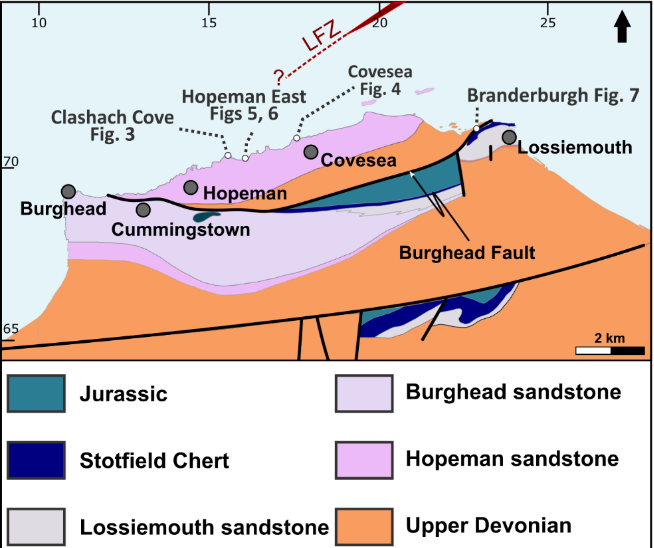 10 15 20 25
LFZ
?
Covesea
Fig. 4
Hopeman East
Figs 5, 6
Branderburgh Fig. 7
Clashach Cove
Fig. 3
Lossiemouth
Covesea
70
Hopeman
Burghead
Cummingstown
Burghead Fault
65
2 km
Jurassic
Burghead sandstone
Stotfield Chert
Hopeman sandstone
Lossiemouth sandstone
Upper Devonian